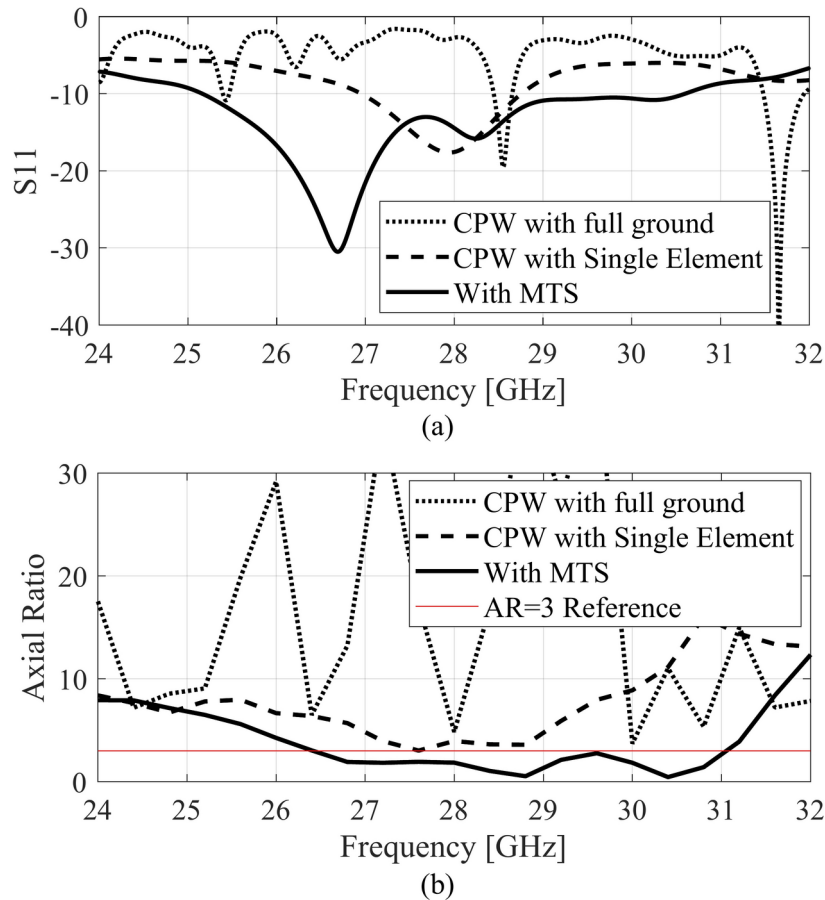 0
-10
-20
-30
-40
S11
CPW with full ground
CPW with Single Element
With MTS
24 25 26 27 28 29 30 31 32
Frequency [GHz]
(a)
30
20
10
0
Axial Ratio
CPW with full ground
CPW with Single Element
With MTS
AR=3 Reference
24 25 26 27 28 29 30 31 32
Frequency [GHz]
(b)